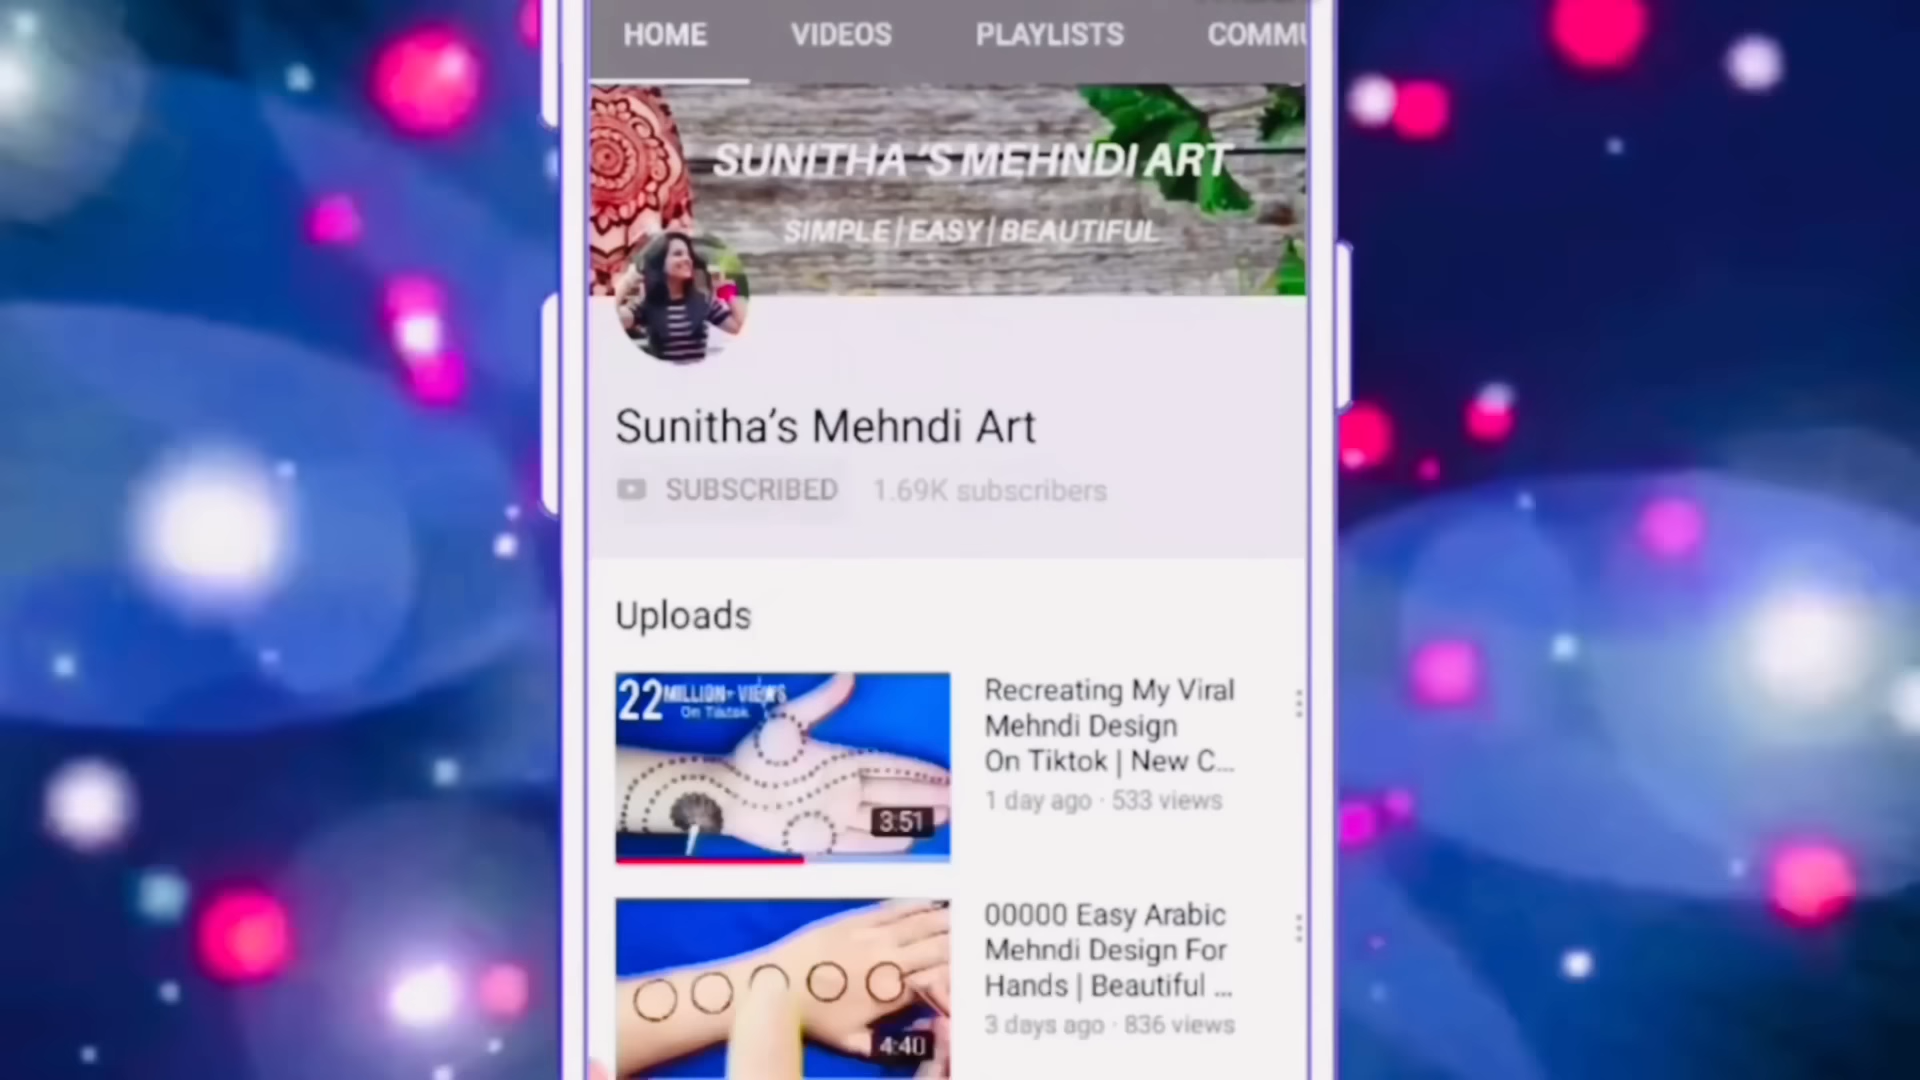 HOME VIDEOS PLAYLISTS COMMU
SUNITHA 'S MEHNDI ART
SIMPLE | EASY | BEAUTIFUL
Sunitha's Mehndi Art
SUBSCRIBED 1.69K subscribers
Uploads
22 MILLION+ VIEWS
On Tiktok
3:51
Recreating My Viral
Mehndi Design
On Tiktok | New C...
1 day ago · 533 views
4:40
00000 Easy Arabic
Mehndi Design For
Hands | Beautiful ...
3 days ago · 836 views